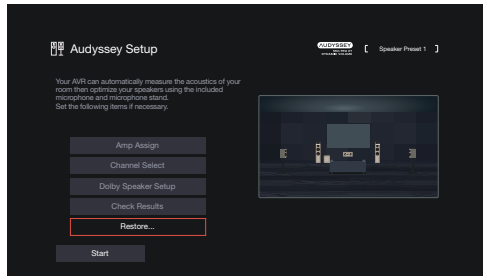 Audyssey Setup
AUDYSSEY
Speaker Preset 1
Your AVR can automatically measure the acoustics of your
room then optimize your speakers using the included
microphone and microphone stand.
Set the following items if necessary.
Amp Assign
Channel Select
Dolby Speaker Setup
Check Results
Restore...
Start